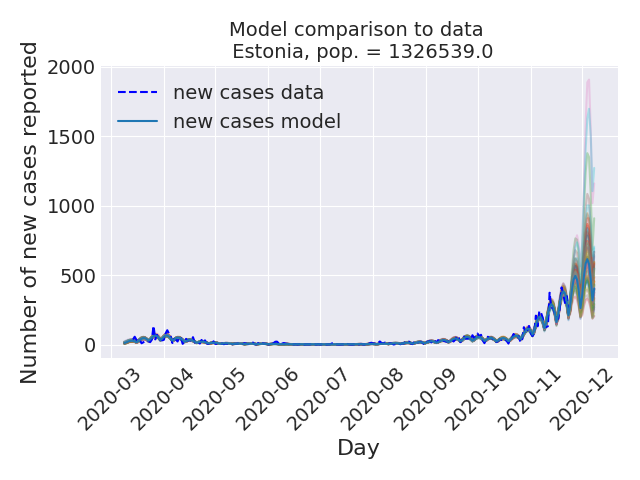 Model comparison to data
Estonia, pop. = 1326539.0
Number of new cases reported
2000
1500
1000
500
0
new cases data
new cases model
2020-03
2020-04
2020-05
2020-06
2020-07
2020-08
2020-09
2020-10
2020-11
2020-12
Day